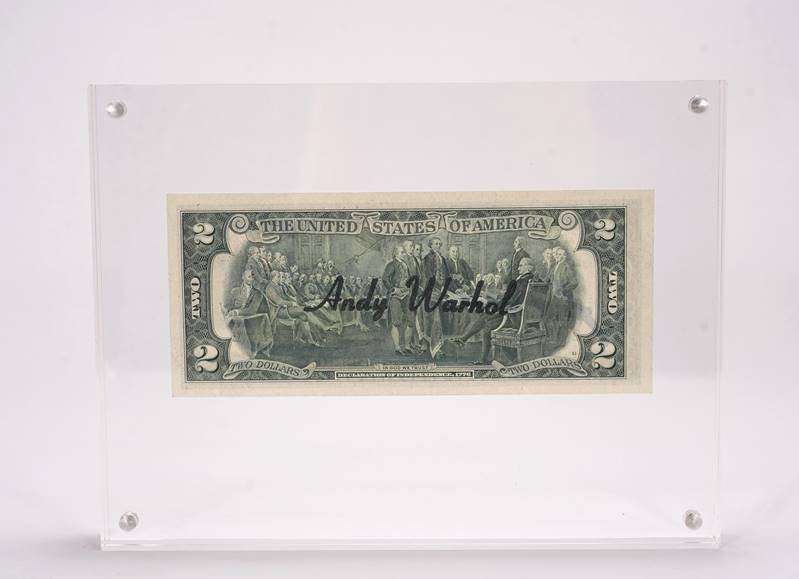 THE UNITED STATES OF AMERICA
2
2
TWO
TWO
Andy Warhol
2
2
TWO DOLLARS
IN GOD WE TRUST
TWO DOLLARS
DECLARATION OF INDEPENDENCE, 1776